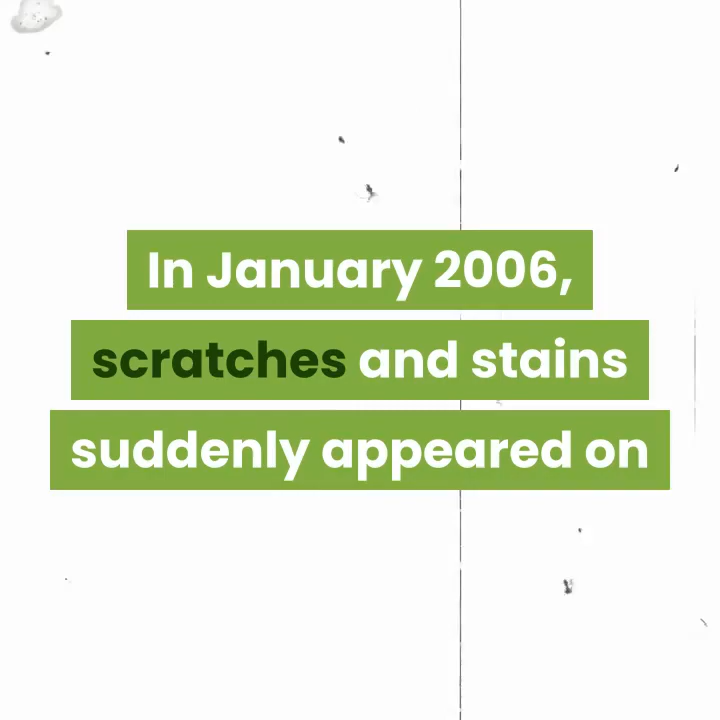 In January 2006,
scratches and stains
suddenly appeared on